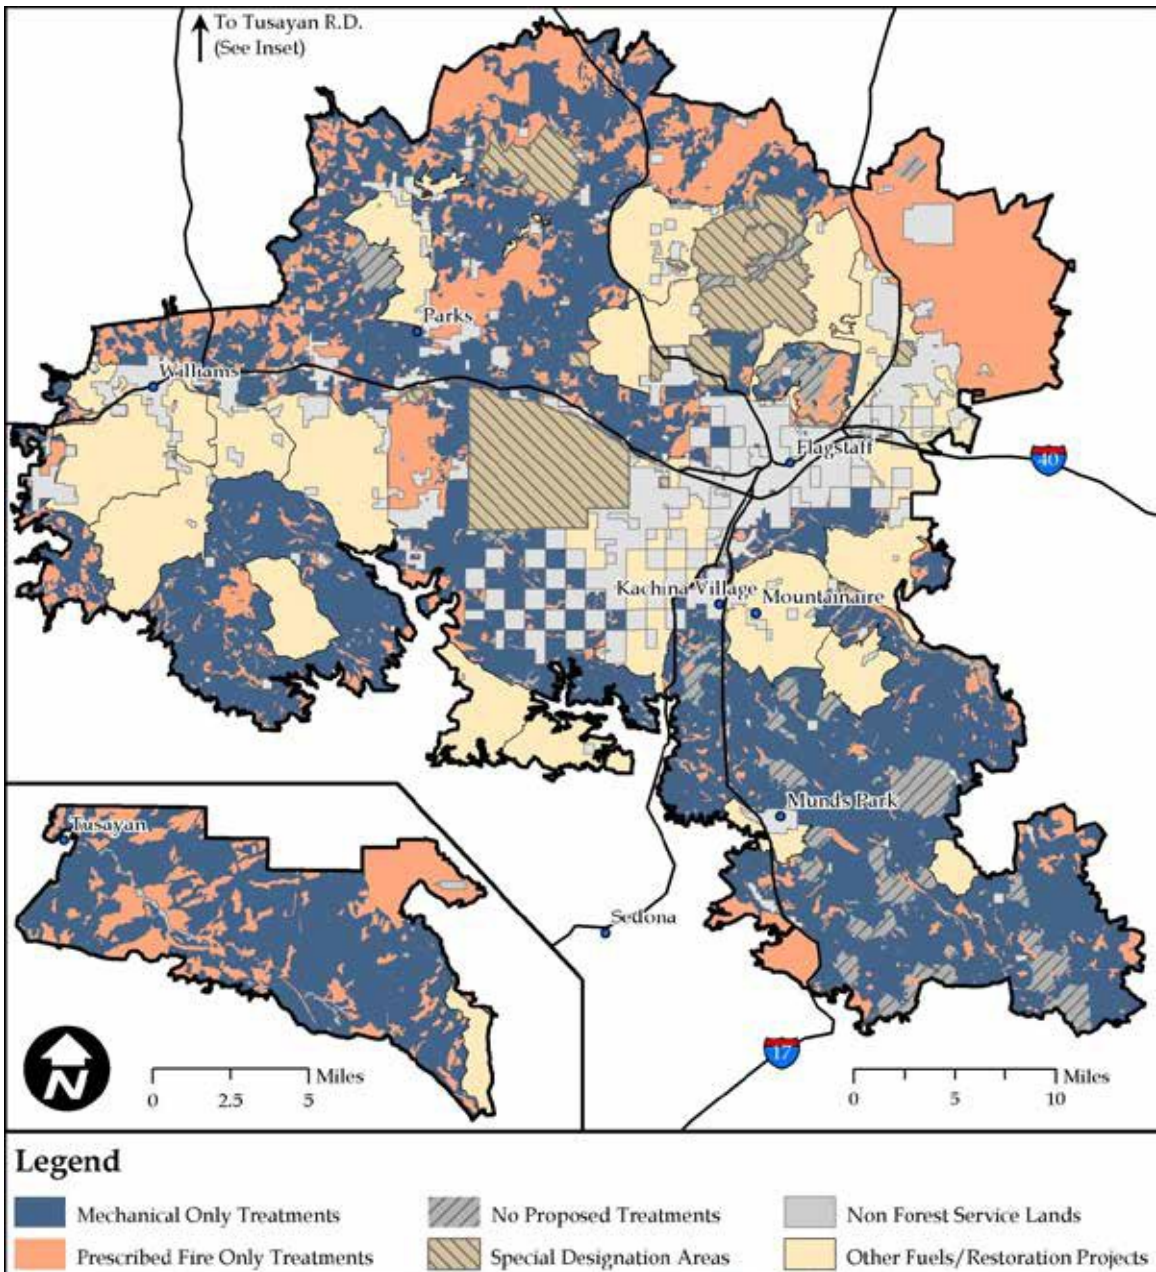 To Tusayan R.D.
(See Inset)
Parks
Williams
Flagstaff
40
Kachina Village
Mountainaire
Munds Park
Tusayan
Sedona
17
N
Miles
0 2.5 5
Miles
0 5 10
Legend
Mechanical Only Treatments
No Proposed Treatments
Non Forest Service Lands
Prescribed Fire Only Treatments
Special Designation Areas
Other Fuels/Restoration Projects